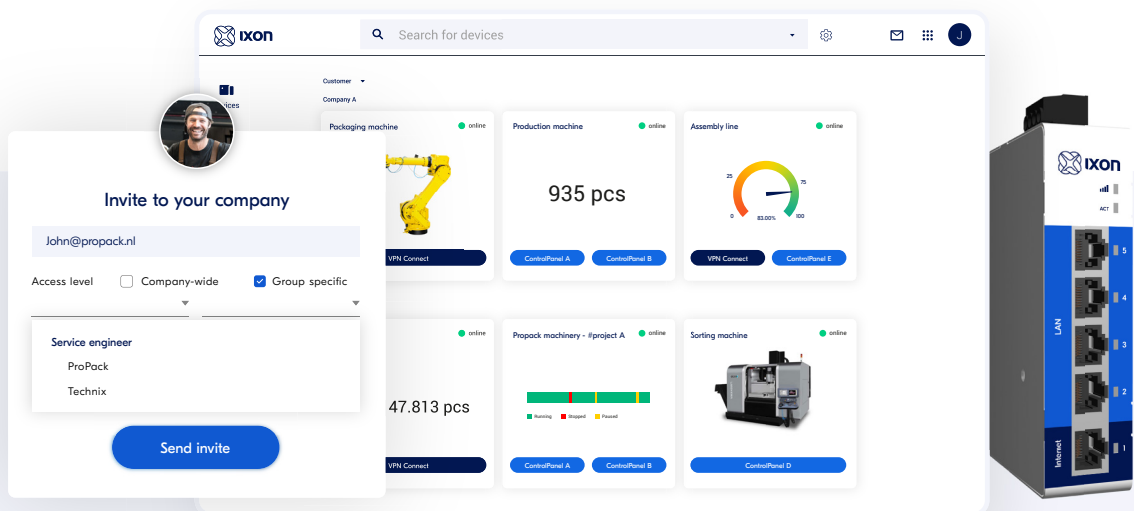 IXON
Search for devices
J
Customer
Company A
ices
Packaging machine
online
Production machine
online
Assembly line
online
935 pcs
25
75
0
83.00%
100
VPN Connect
ControlPanel A
ControlPanel B
VPN Connect
ControlPanel E
online
Propack machinery - #project A
online
Sorting machine
online
47.813 pcs
Running
Stopped
Paused
VPN Connect
ControlPanel A
ControlPanel B
ControlPanel D
Invite to your company
John@propack.nl
Access level
Company-wide
Group specific
Service engineer
ProPack
Technix
Send invite
IXON
ACT
5
4
LAN
3
2
Internet
1